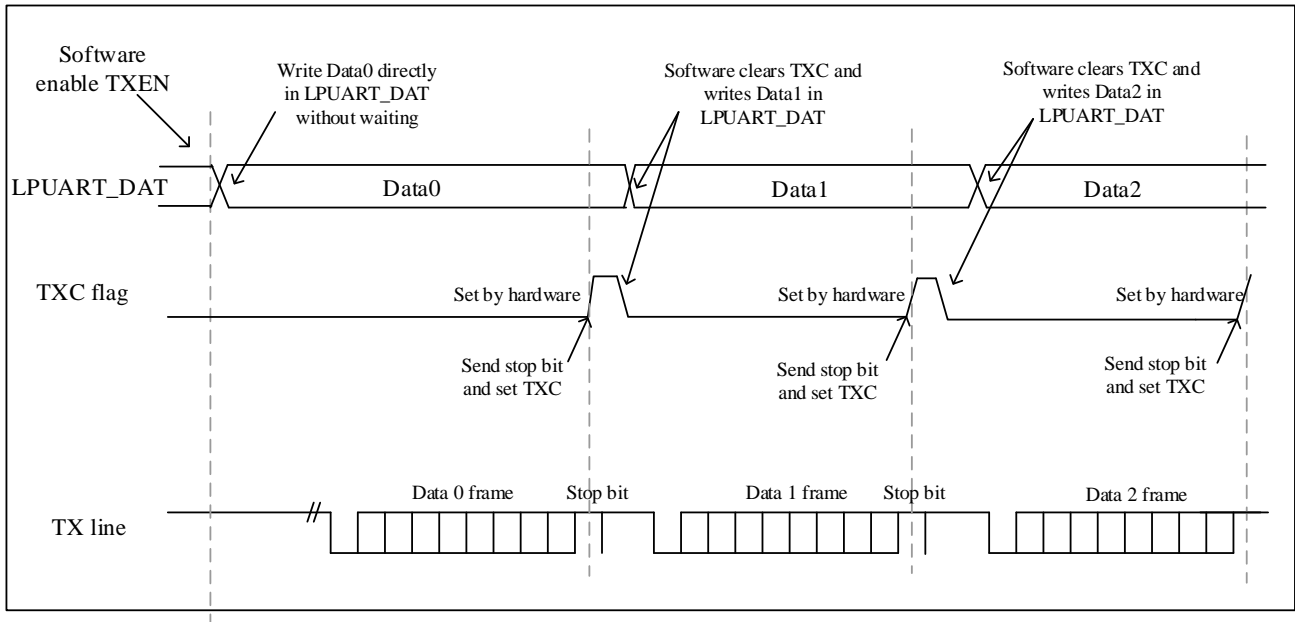 Software
enable TXEN
Write Data0 directly
in LPUART_DAT
without waiting
Software clears TXC and
writes Data1 in
LPUART_DAT
Software clears TXC and
writes Data2 in
LPUART_DAT
LPUART_DAT
Data0
Data1
Data2
TXC flag
Set by hardware
Set by hardware
Set by hardware
Send stop bit
and set TXC
Send stop bit
and set TXC
Send stop bit
and set TXC
TX line
Data 0 frame
Stop bit
Data 1 frame
Stop bit
Data 2 frame